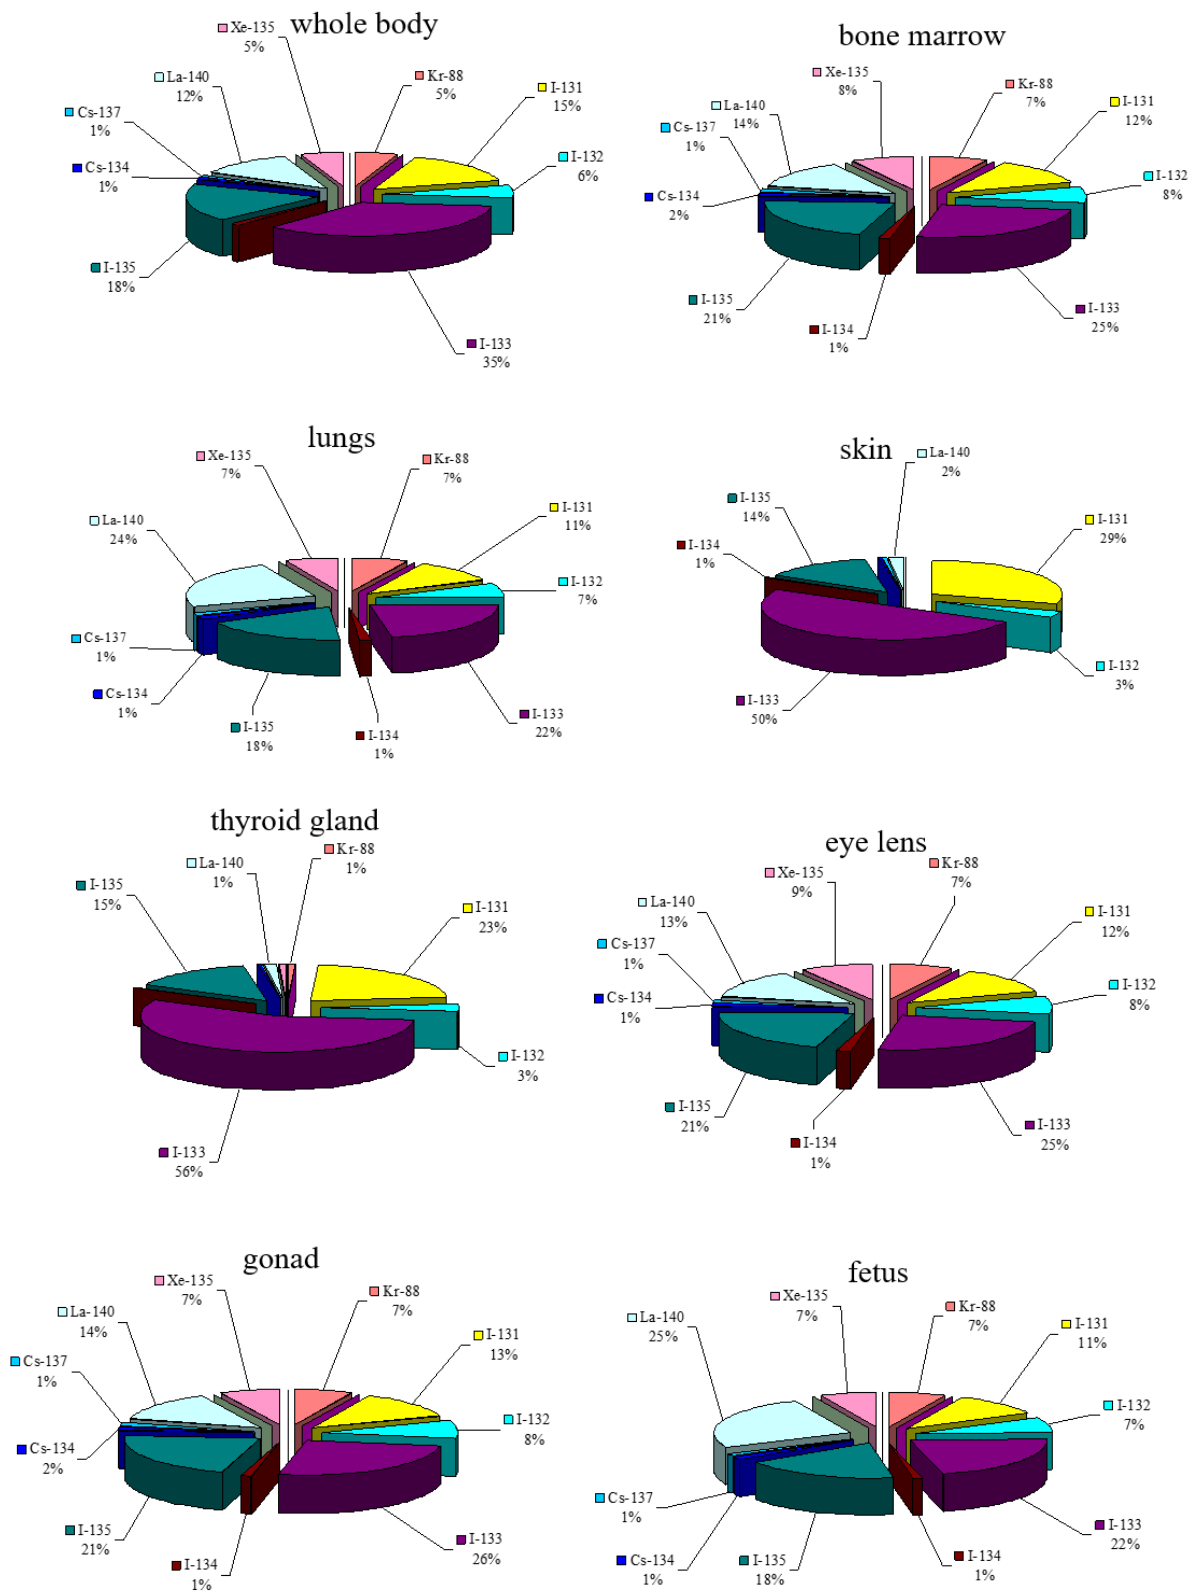 whole body
Xe-135
5%
Kr-88
5%
La-140
12%
I-131
15%
Cs-137
1%
I-132
6%
Cs-134
1%
I-135
18%
I-133
35%
bone marrow
Xe-135
8%
Kr-88
7%
La-140
14%
I-131
12%
Cs-137
1%
I-132
8%
Cs-134
2%
I-135
21%
I-134
1%
I-133
25%
lungs
Xe-135
7%
Kr-88
7%
La-140
24%
I-131
11%
I-132
7%
Cs-137
1%
Cs-134
1%
I-135
18%
I-134
1%
I-133
22%
skin
La-140
2%
I-135
14%
I-131
29%
I-134
1%
I-132
3%
I-133
50%
thyroid gland
La-140
1%
Kr-88
1%
I-135
15%
I-131
23%
I-132
3%
I-133
56%
eye lens
Xe-135
9%
Kr-88
7%
La-140
13%
I-131
12%
Cs-137
1%
I-132
8%
Cs-134
1%
I-135
21%
I-134
1%
I-133
25%
gonad
Xe-135
7%
Kr-88
7%
La-140
14%
I-131
13%
Cs-137
1%
I-132
8%
Cs-134
2%
I-135
21%
I-134
1%
I-133
26%
fetus
Xe-135
7%
Kr-88
7%
La-140
25%
I-131
11%
I-132
7%
Cs-137
1%
Cs-134
1%
I-135
18%
I-134
1%
I-133
22%